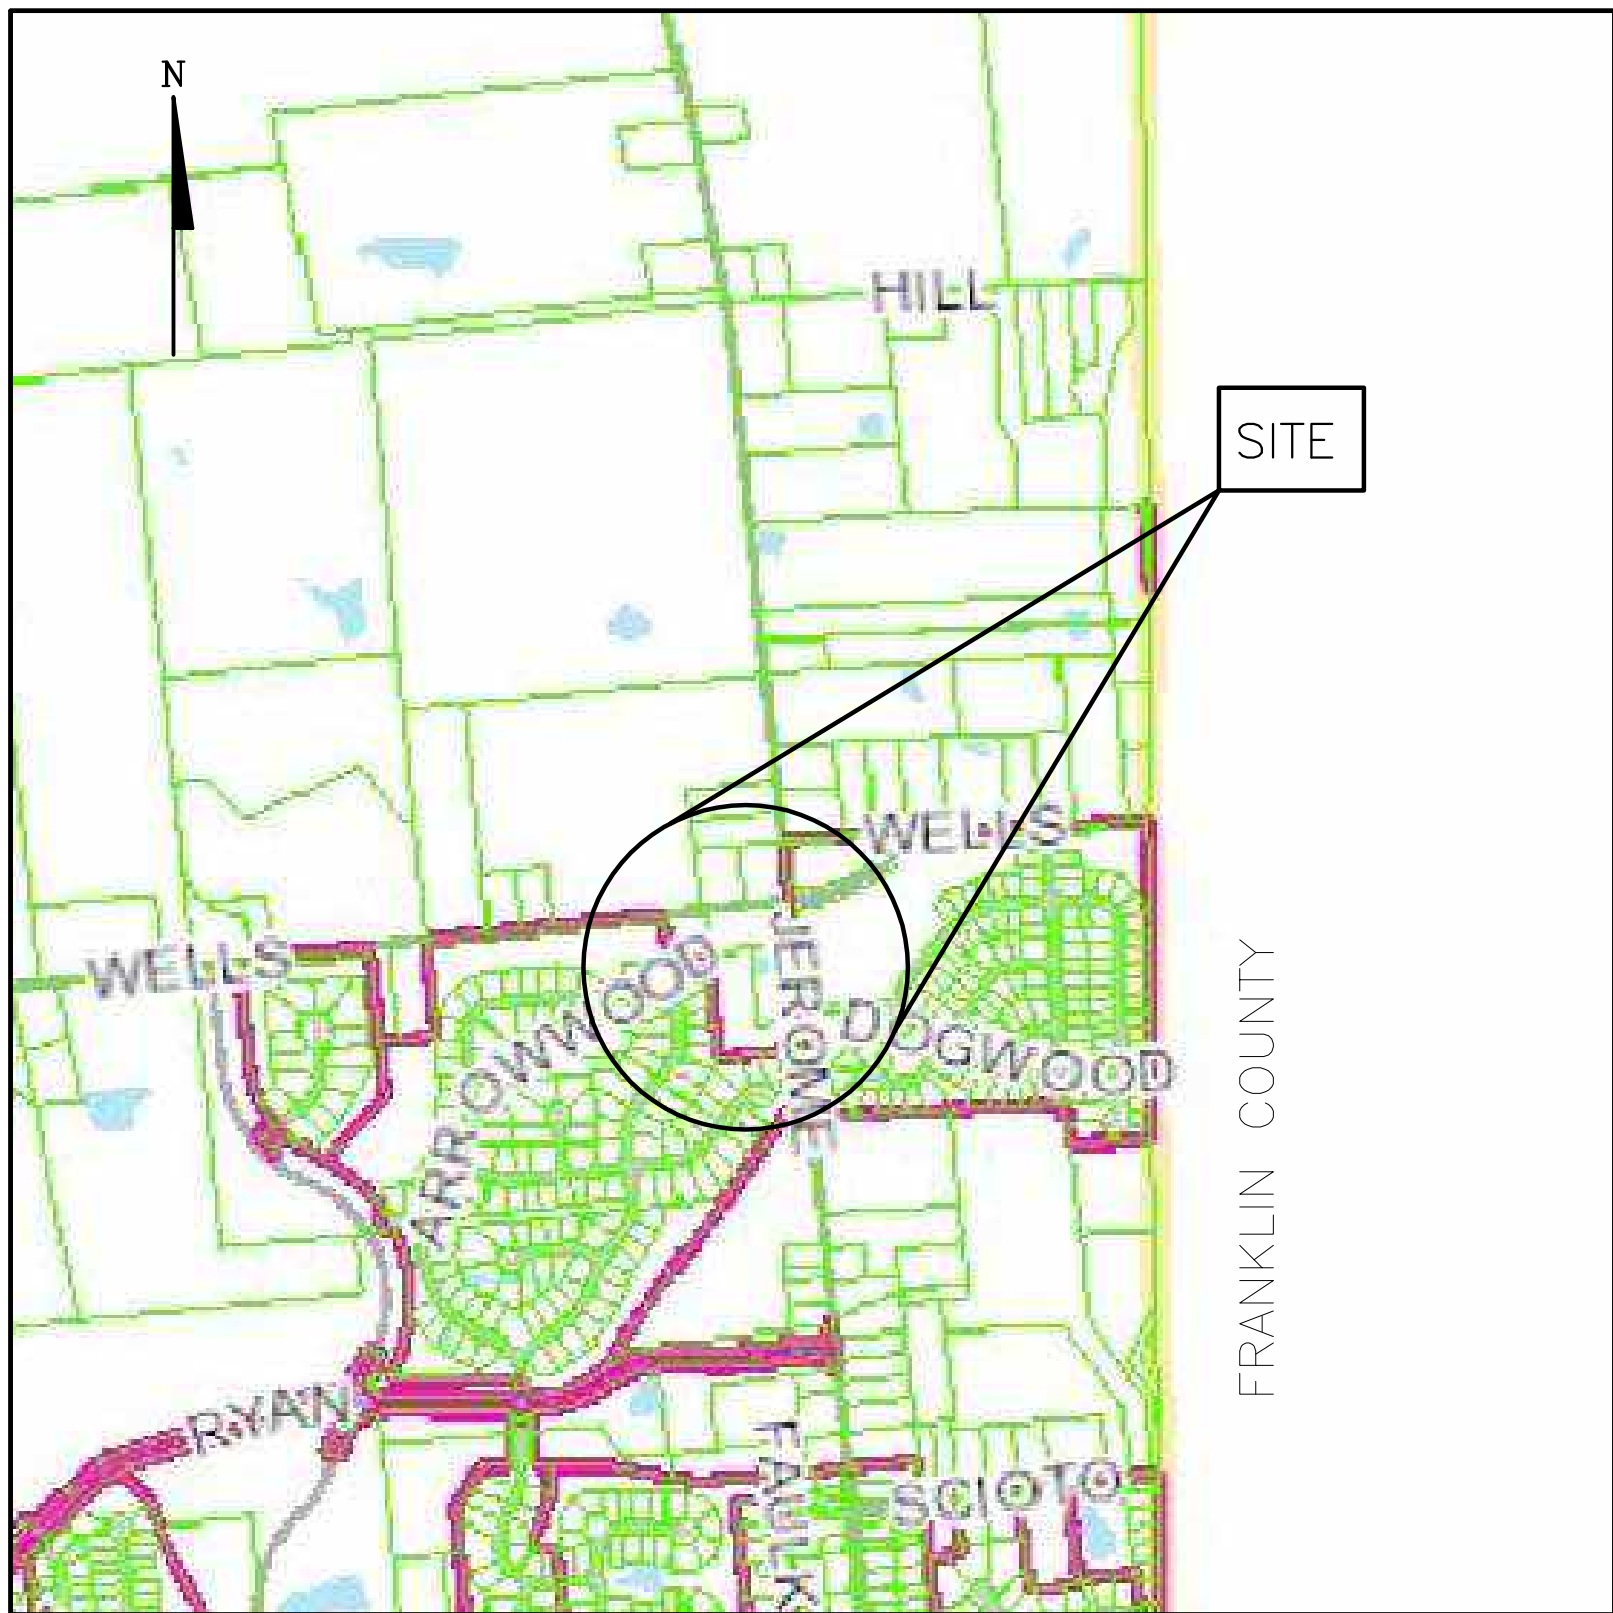 N
HILL
SITE
WELLS
WELLS
ARROWWOOD
JEROME
DOGWOOD
FRANKLIN COUNTY
RYAN
FAULK
SCIOTO